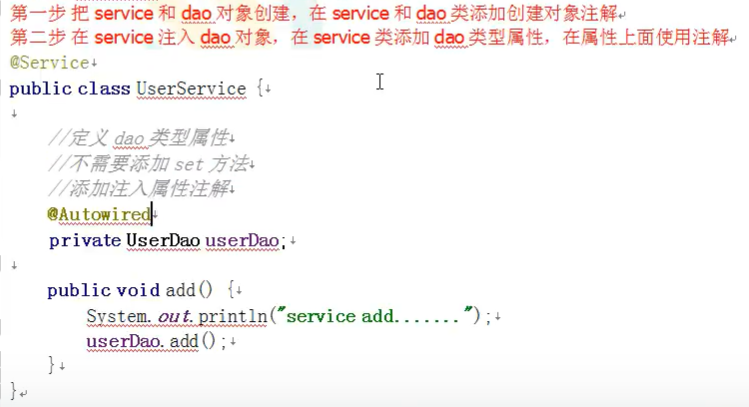 第一步 把 service 和 dao 对象创建，在 service 和 dao 类添加创建对象注解
第二步 在 service 注入 dao 对象，在 service 类添加 dao 类型属性，在属性上面使用注解
@Service
public class UserService {
//定义 dao 类型属性
//不需要添加 set 方法
//添加注入属性注解
@Autowired
private UserDao userDao;
public void add() {
System.out.println("service add.......");
userDao.add();
}
}